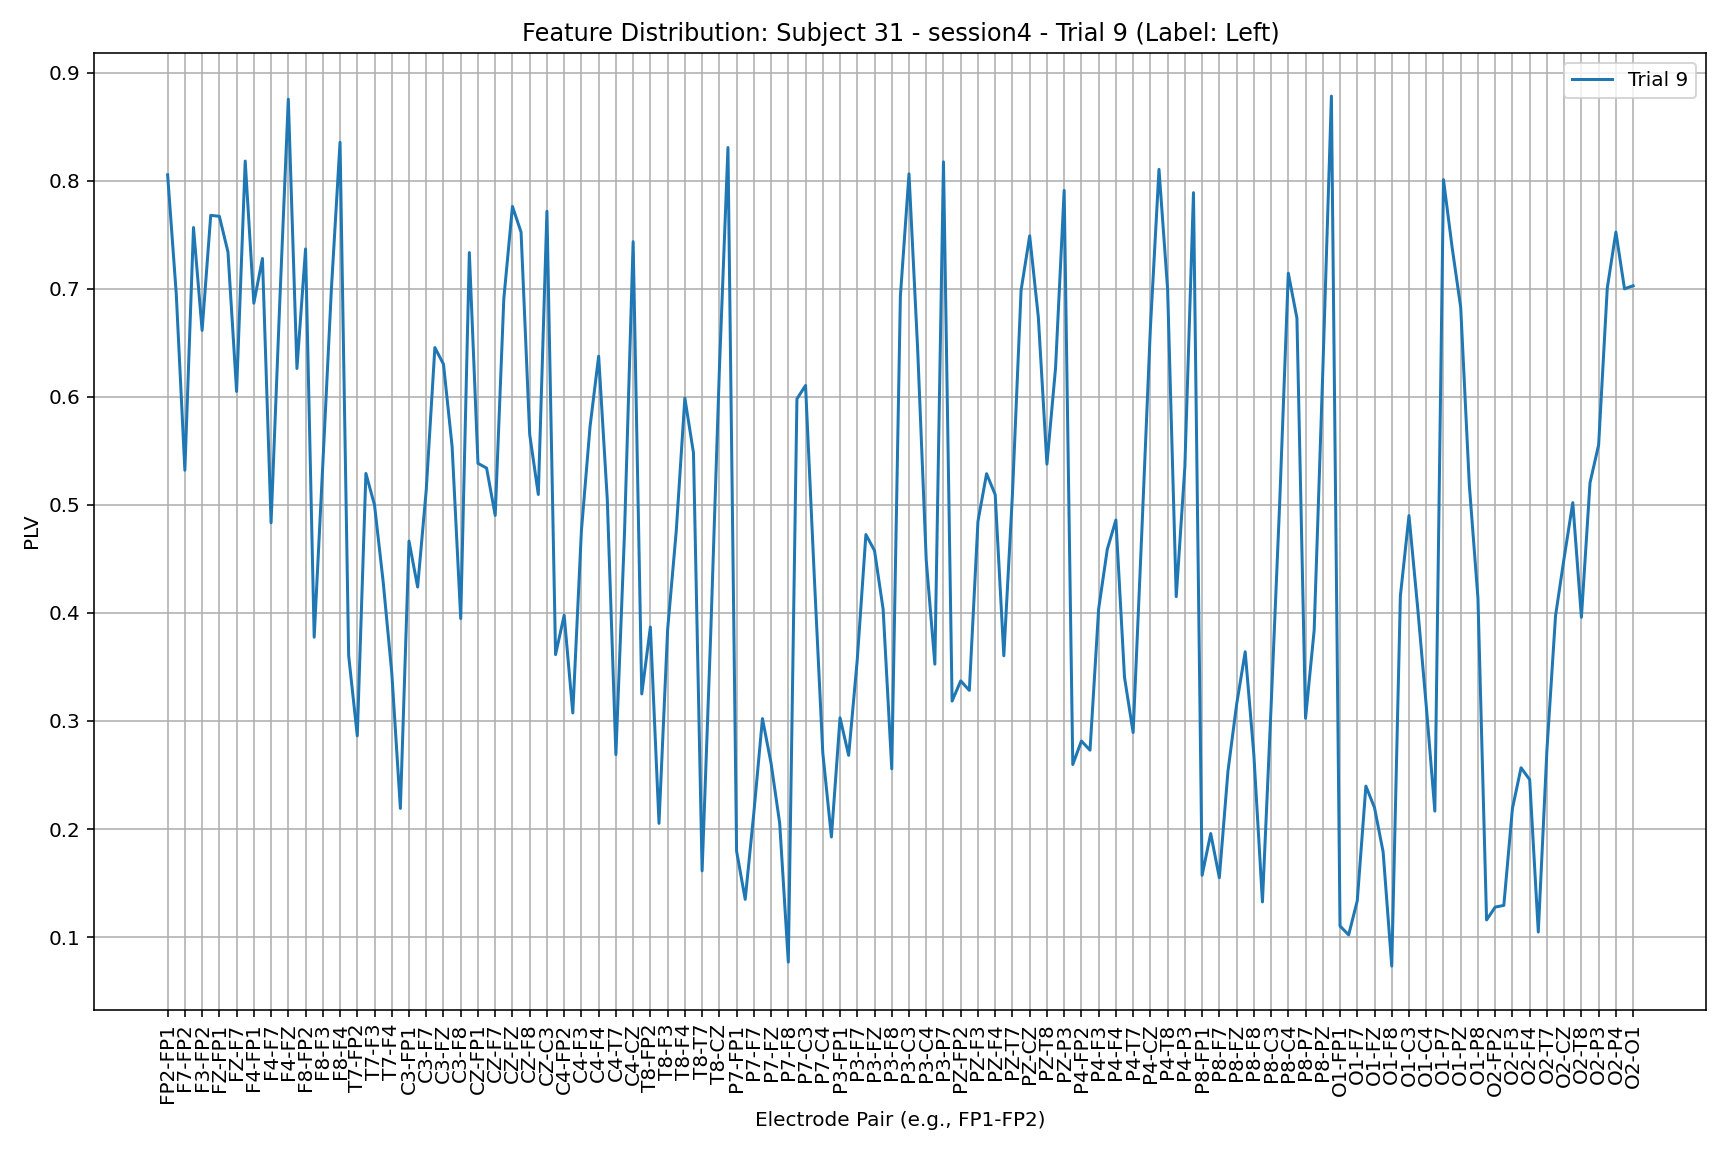 Feature Distribution: Subject 31 - session4 - Trial 9 (Label: Left)
Trial 9
PLV
0.9
0.8
0.7
0.6
0.5
0.4
0.3
0.2
0.1
FP2-FP1
F7-FP2
F3-FP2
FZ-FP1
FZ-F7
F4-FP1
F4-F7
F4-FZ
F8-FP2
F8-F3
F8-F4
T7-FP2
T7-F3
T7-F4
C3-FP1
C3-F7
C3-FZ
C3-F8
CZ-FP1
CZ-F7
CZ-FZ
CZ-F8
CZ-C3
C4-FP2
C4-F3
C4-F4
C4-T7
C4-CZ
T8-FP2
T8-F3
T8-F4
T8-T7
T8-CZ
P7-FP1
P7-F7
P7-FZ
P7-F8
P7-C3
P7-C4
P3-FP1
P3-F7
P3-FZ
P3-F8
P3-C3
P3-C4
P3-P7
PZ-FP2
PZ-F3
PZ-F4
PZ-T7
PZ-CZ
PZ-T8
PZ-P3
P4-FP2
P4-F3
P4-F4
P4-T7
P4-CZ
P4-T8
P4-P3
P8-FP1
P8-F7
P8-FZ
P8-F8
P8-C3
P8-C4
P8-P7
P8-PZ
O1-FP1
O1-F7
O1-FZ
O1-F8
O1-C3
O1-C4
O1-P7
O1-PZ
O1-P8
O2-FP2
O2-F3
O2-F4
O2-T7
O2-CZ
O2-T8
O2-P3
O2-P4
O2-O1
Electrode Pair (e.g., FP1-FP2)